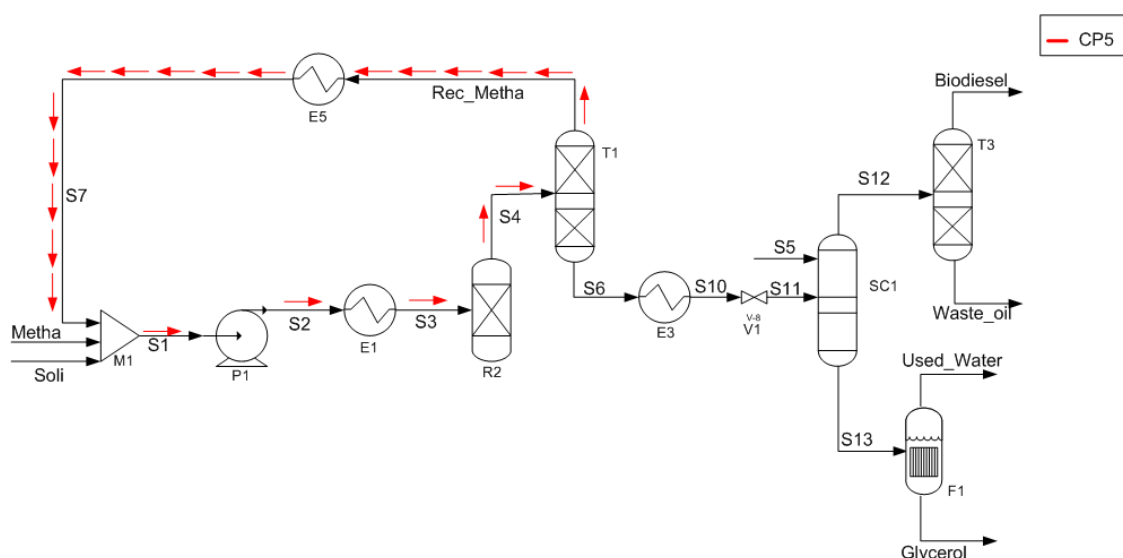 CP5
Biodiesel
Rec_Metha
E5
T1
T3
S12
S7
S4
S5
SC1
S6
S10
S11
S2
S3
Metha
S1
M1
P1
E1
R2
E3
V-8
V1
Waste_oil
Soli
Used_Water
S13
F1
Glycerol